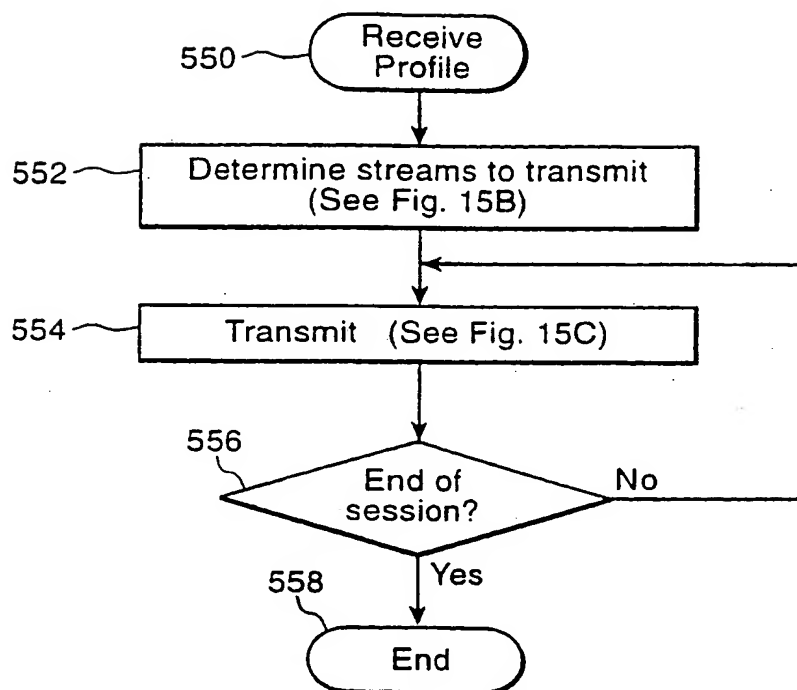 550
Receive
Profile
552
Determine streams to transmit
(See Fig. 15B)
554
Transmit (See Fig. 15C)
556
End of
session?
No
Yes
558
End